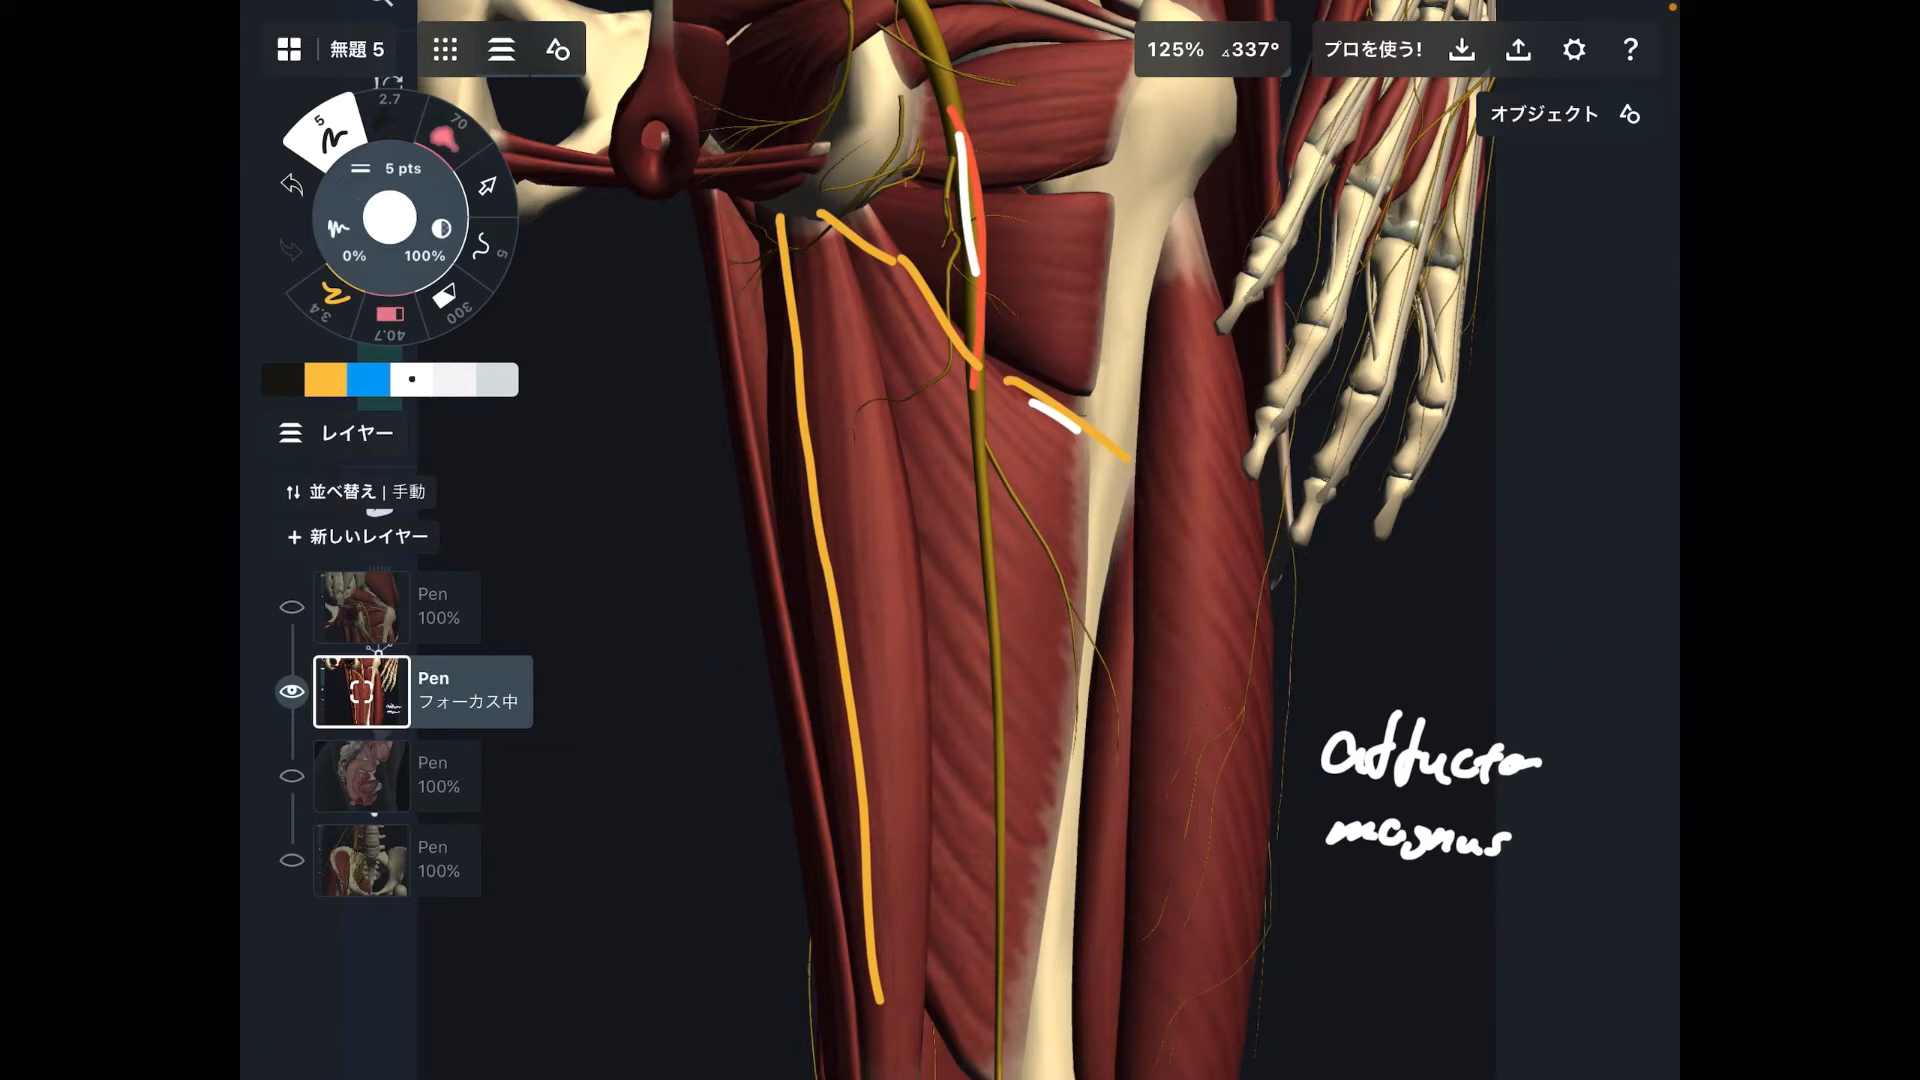 無題 5
125% ∡337°
プロを使う!
?
オブジェクト
2.7
5
70
5 pts
0% 100%
5
300
40.7
3.4
レイヤー
並べ替え | 手動
+ 新しいレイヤー
Pen
100%
Pen
フォーカス中
Pen
100%
Pen
100%
adductor
magnus